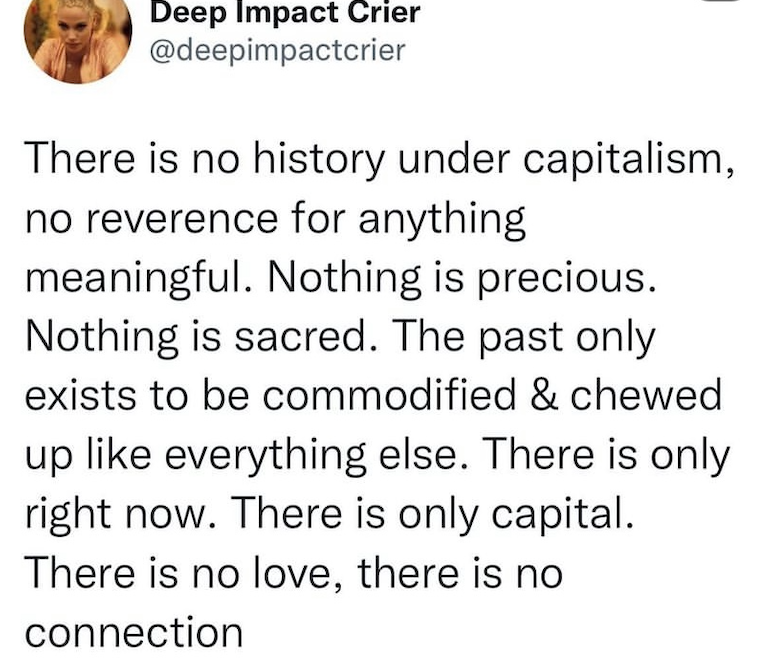 Deep Impact Crier
@deepimpactcrier
There is no history under capitalism,
no reverence for anything
meaningful. Nothing is precious.
Nothing is sacred. The past only
exists to be commodified & chewed
up like everything else. There is only
right now. There is only capital.
There is no love, there is no
connection